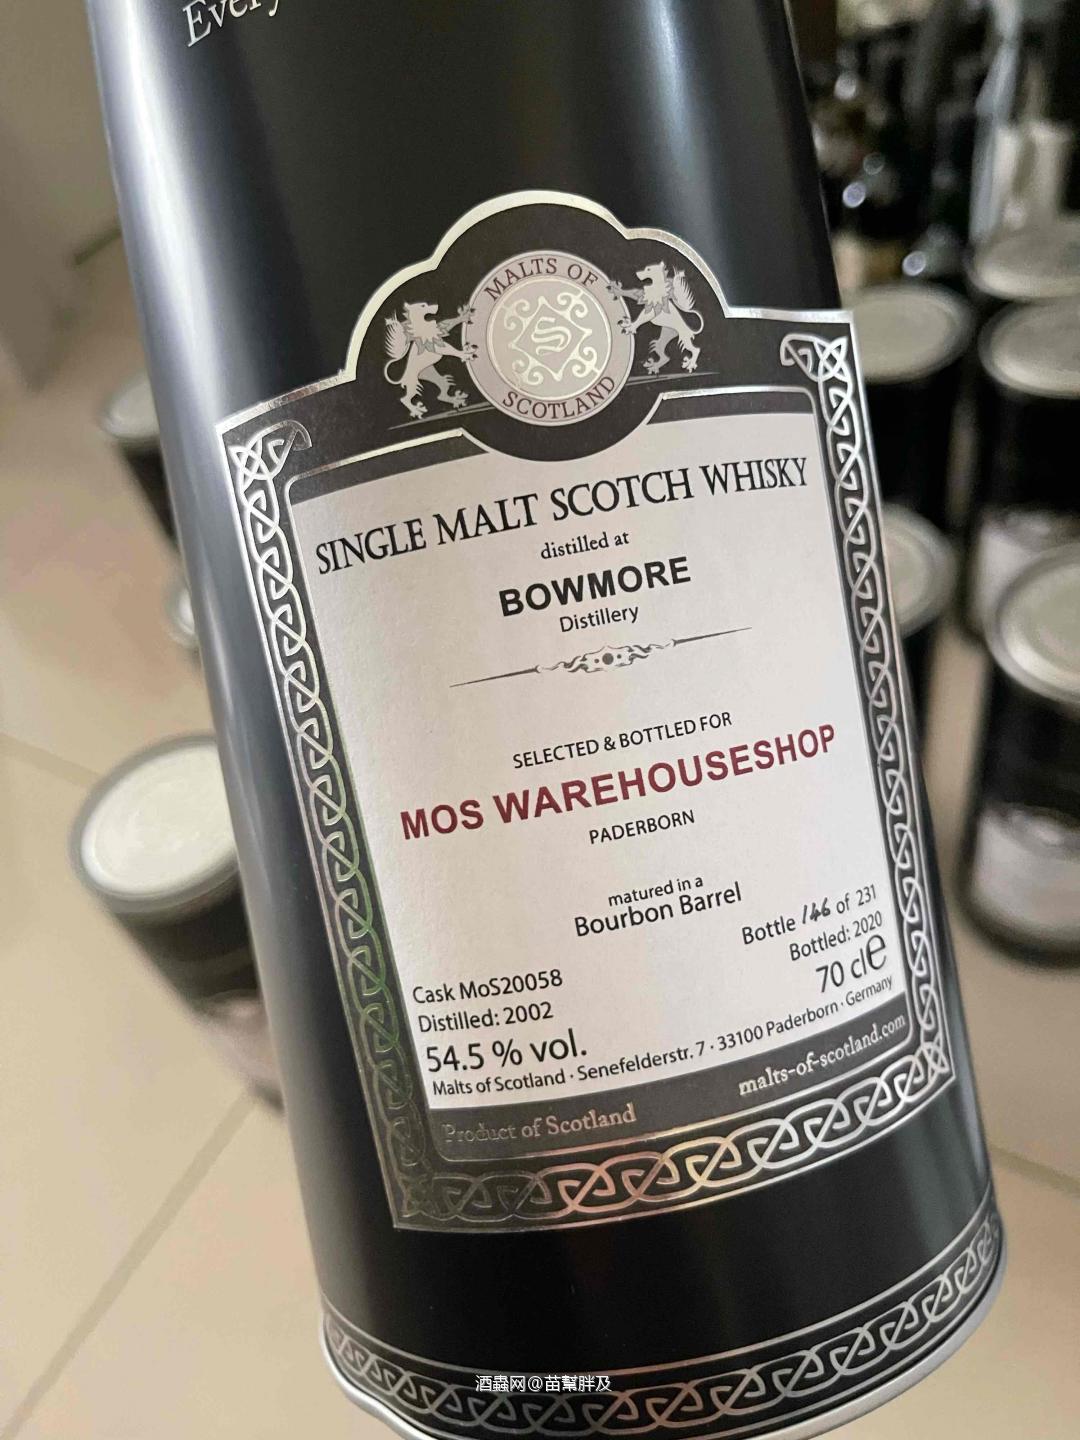 Every
MALTS OF
S
SCOTLAND
SINGLE MALT SCOTCH WHISKY
distilled at
BOWMORE
Distillery
SELECTED & BOTTLED FOR
MOS WAREHOUSESHOP
PADERBORN
matured in a
Bourbon Barrel
Bottle 146 of 231
Bottled: 2020
70 cl e
Cask MoS20058
Distilled: 2002
54.5 % vol.
Malts of Scotland · Senefelderstr. 7 · 33100 Paderborn · Germany
Product of Scotland
malts-of-scotland.com
酒蟲网@苗幫胖及